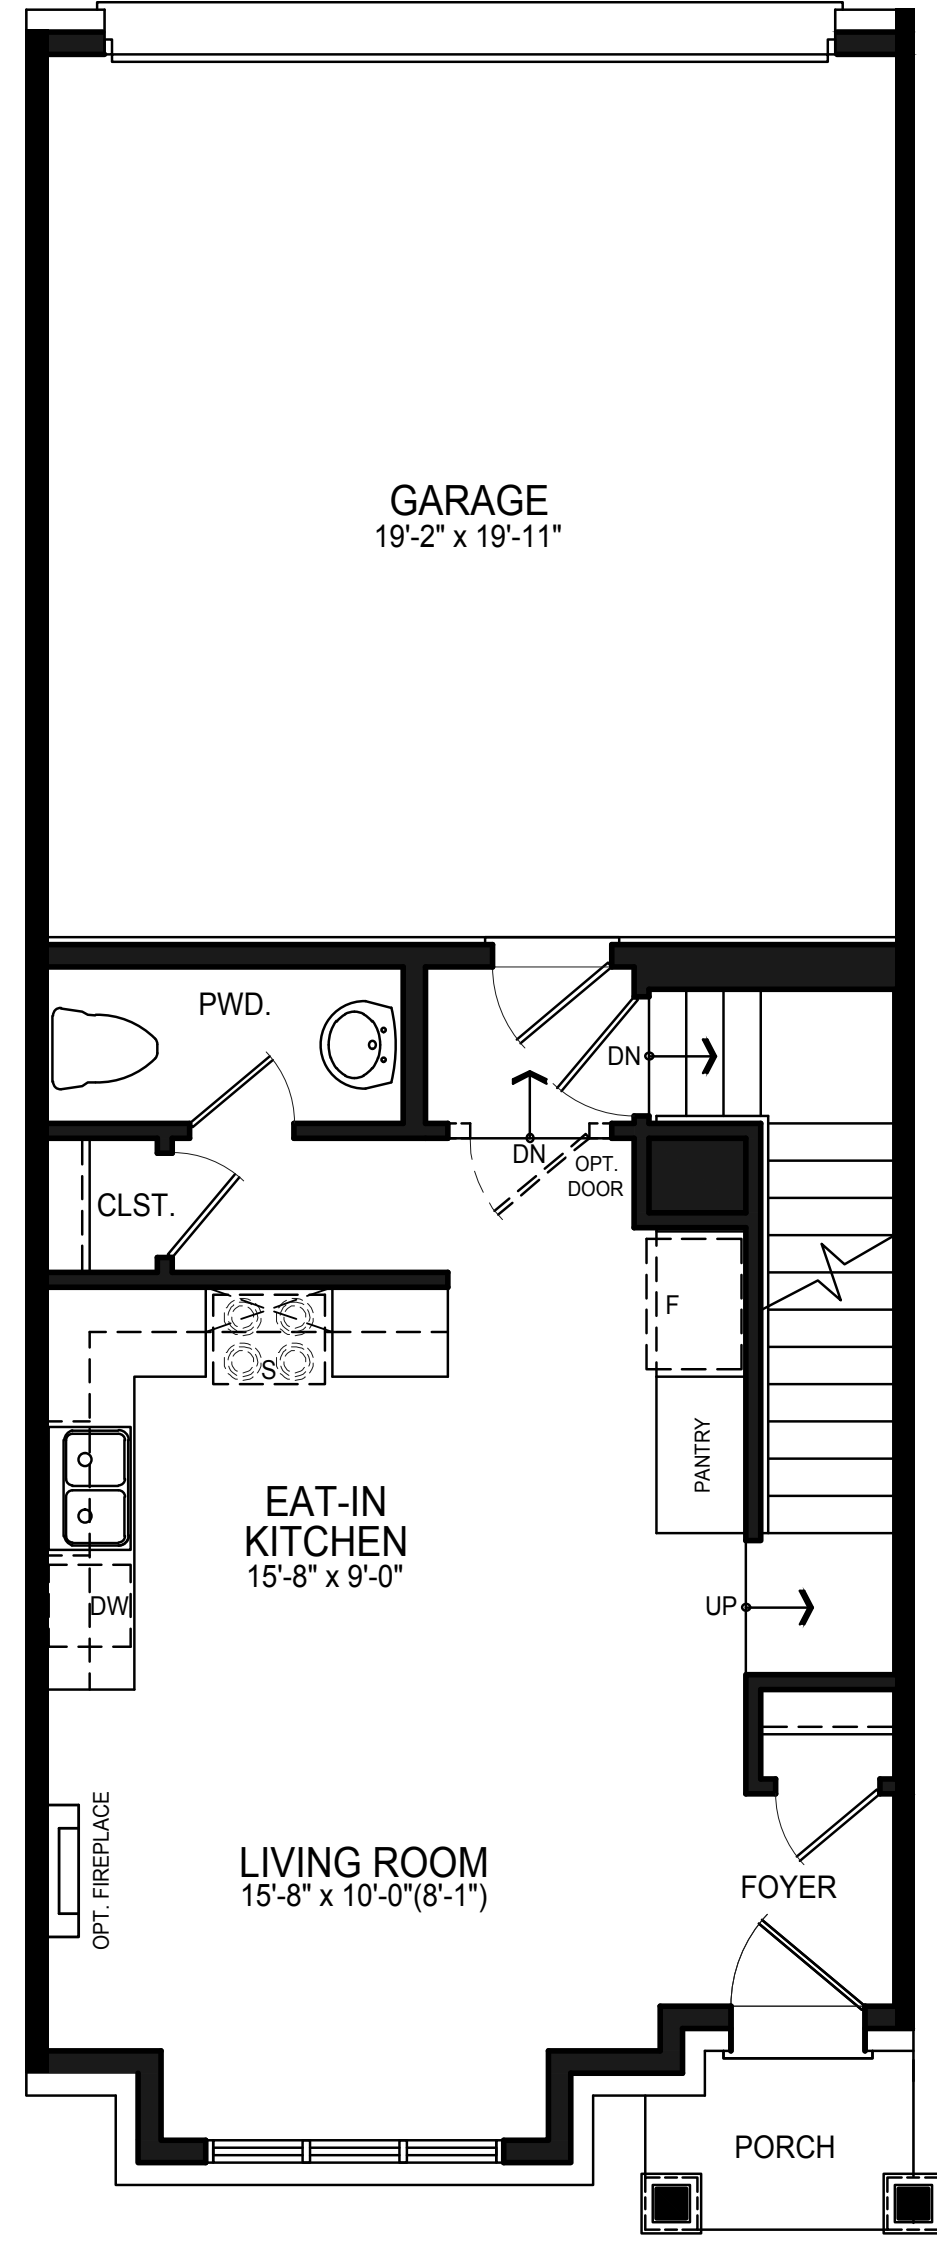 GARAGE
19'-2" x 19'-11"
PWD.
DN
DN
OPT.
DOOR
CLST.
F
S
PANTRY
EAT-IN
KITCHEN
15'-8" x 9'-0"
DW
UP
OPT. FIREPLACE
LIVING ROOM
15'-8" x 10'-0"(8'-1")
FOYER
PORCH